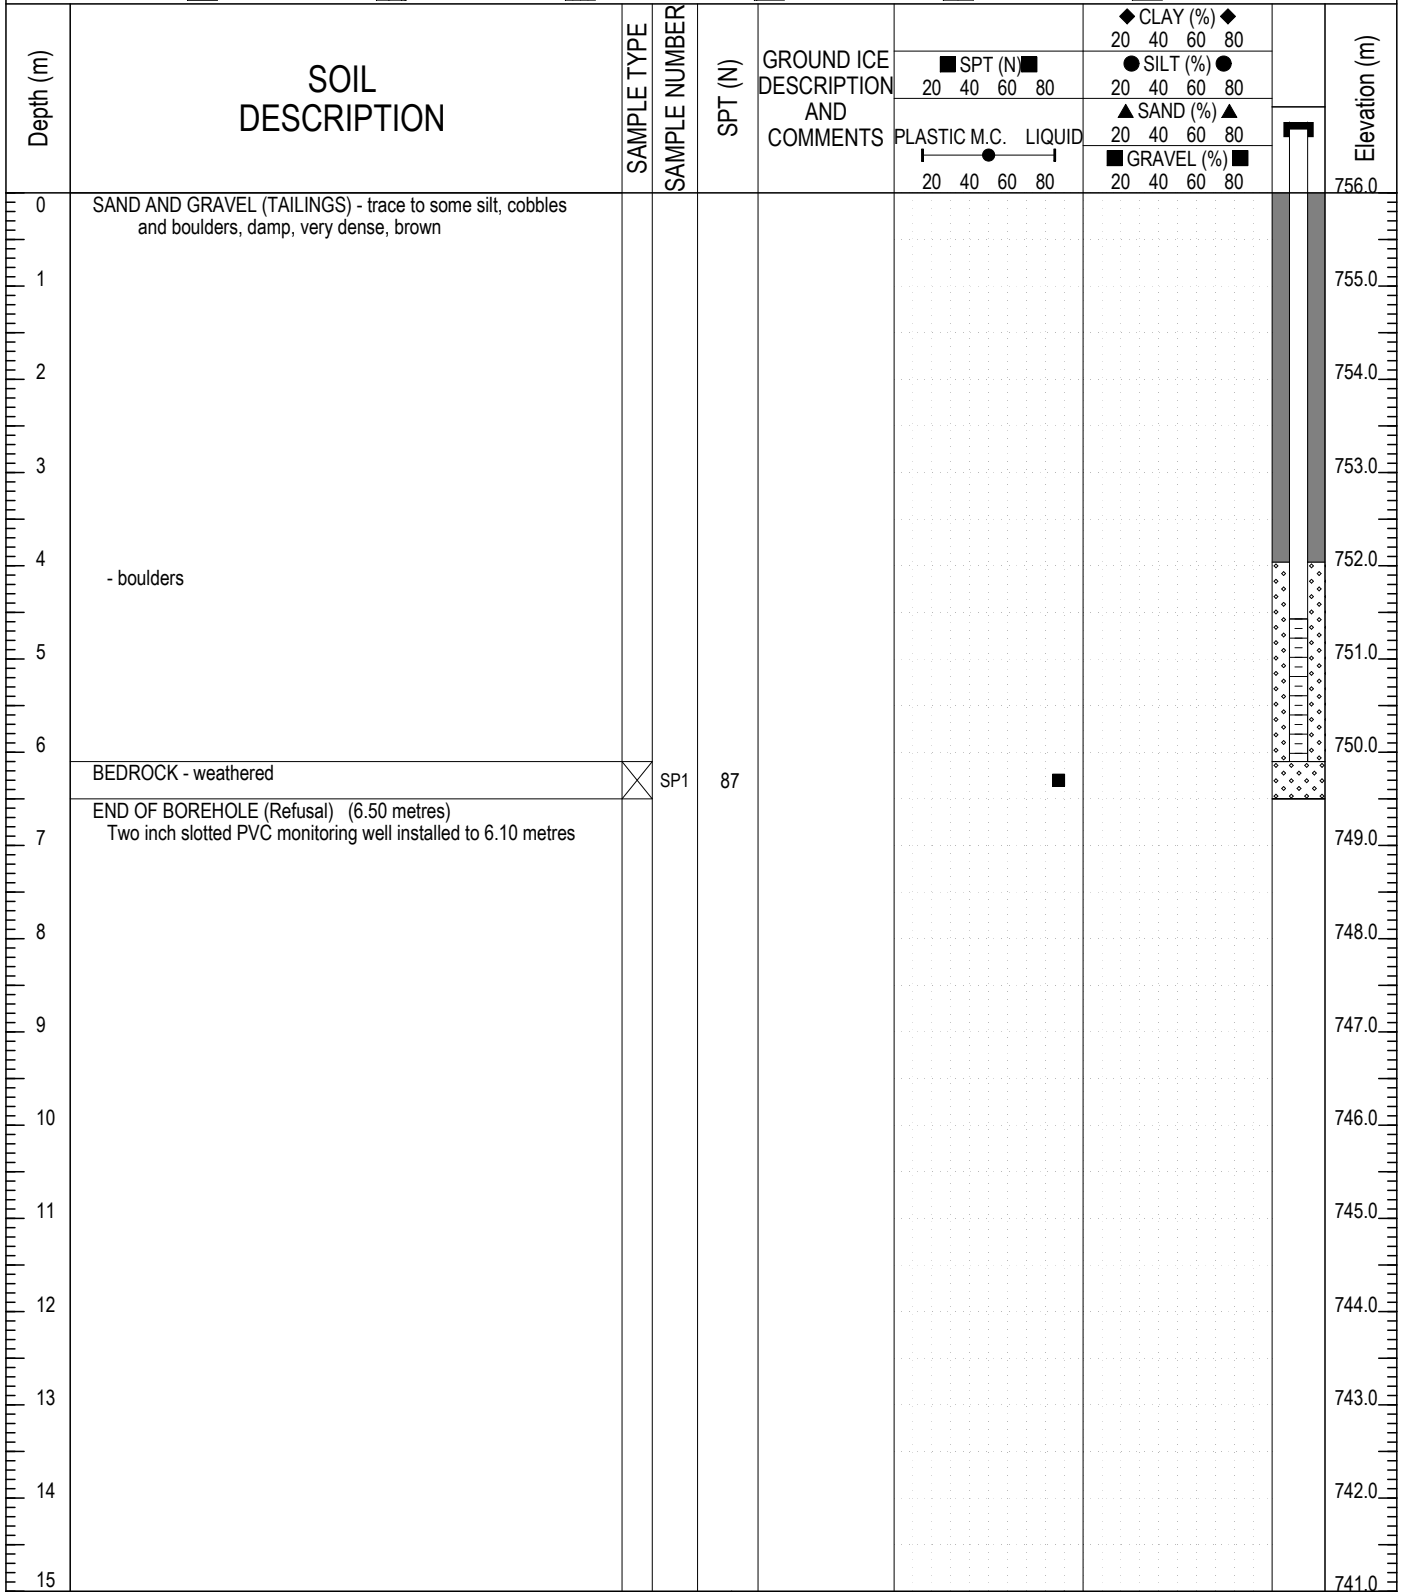 Depth (m)
SOIL
DESCRIPTION
SAMPLE TYPE
SAMPLE NUMBER
SPT (N)
GROUND ICE
DESCRIPTION
AND
COMMENTS
■ SPT (N) ■
20 40 60 80
PLASTIC M.C. LIQUID
20 40 60 80
◆ CLAY (%) ◆
20 40 60 80
● SILT (%) ●
20 40 60 80
▲ SAND (%) ▲
20 40 60 80
■ GRAVEL (%) ■
20 40 60 80
Elevation (m)
756.0
0 SAND AND GRAVEL (TAILINGS) - trace to some silt, cobbles
and boulders, damp, very dense, brown
1 755.0
2 754.0
3 753.0
4 752.0
- boulders
5 751.0
6 750.0
BEDROCK - weathered SP1 87
END OF BOREHOLE (Refusal) (6.50 metres)
Two inch slotted PVC monitoring well installed to 6.10 metres
7 749.0
8 748.0
9 747.0
10 746.0
11 745.0
12 744.0
13 743.0
14 742.0
15 741.0